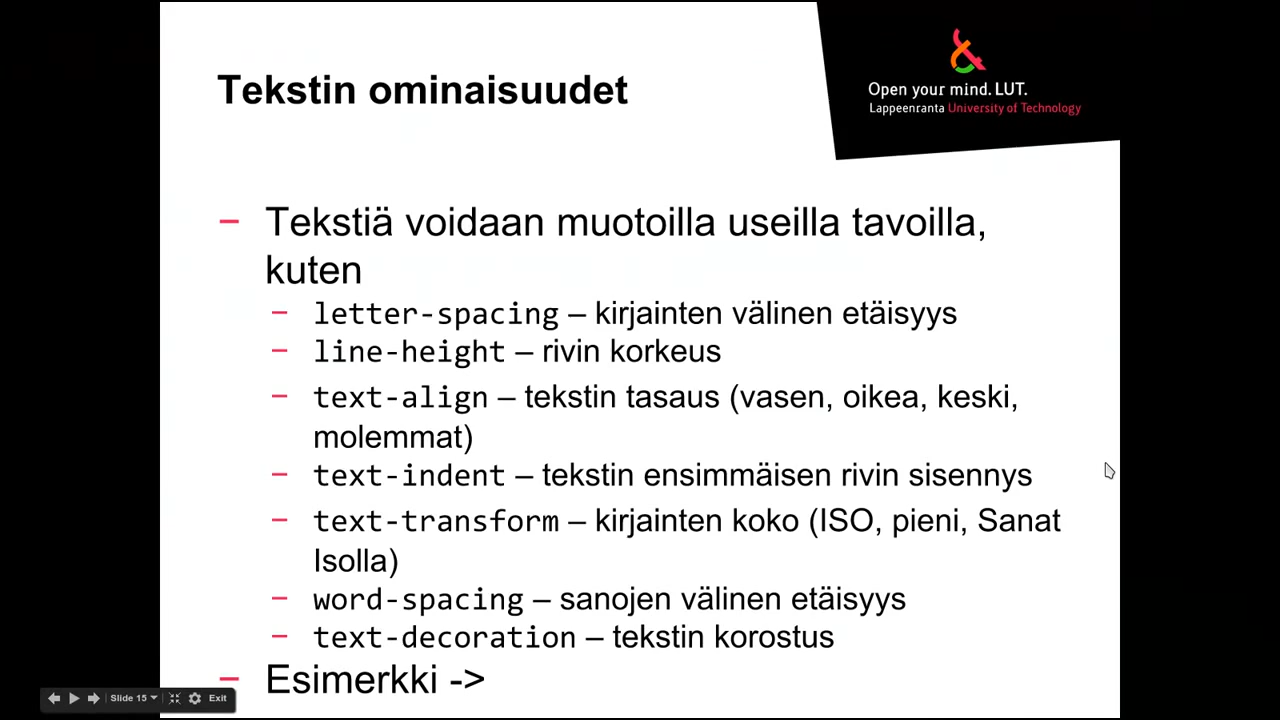 Tekstin ominaisuudet
Open your mind. LUT.
Lappeenranta University of Technology
– Tekstiä voidaan muotoilla useilla tavoilla,
kuten
– letter-spacing – kirjainten välinen etäisyys
– line-height – rivin korkeus
– text-align – tekstin tasaus (vasen, oikea, keski,
molemmat)
– text-indent – tekstin ensimmäisen rivin sisennys
– text-transform – kirjainten koko (ISO, pieni, Sanat
Isolla)
– word-spacing – sanojen välinen etäisyys
– text-decoration – tekstin korostus
– Esimerkki ->
Slide 15 Exit